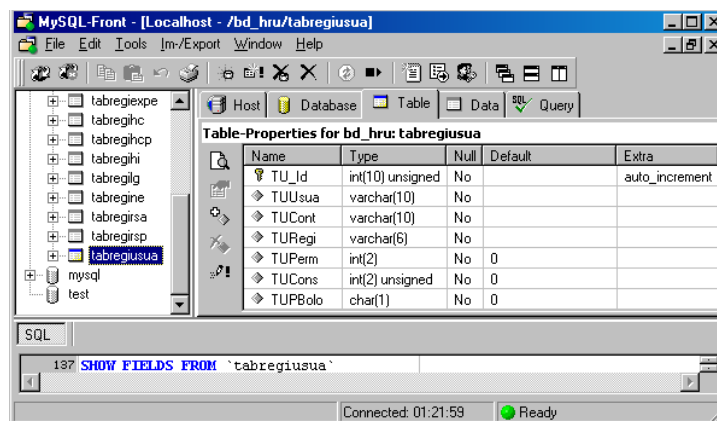 MySQL-Front - [Localhost - /bd_hru/tabregiusua]
File Edit Tools Im-/Export Window Help
tabregiexpe
tabregihc
tabregihcp
tabregihi
tabregilg
tabregine
tabregirsa
tabregirsp
tabregiusua
mysql
test
Host Database Table Data SQL Query
Table-Properties for bd_hru: tabregiusua
Name Type Null Default Extra
TU_Id int(10) unsigned No auto_increment
TUUsua varchar(10) No
TUCont varchar(10) No
TURegi varchar(6) No
TUPerm int(2) No 0
TUCons int(2) unsigned No 0
TUPBolo char(1) No 0
SQL
137 SHOW FIELDS FROM `tabregiusua`
Connected: 01:21:59 Ready